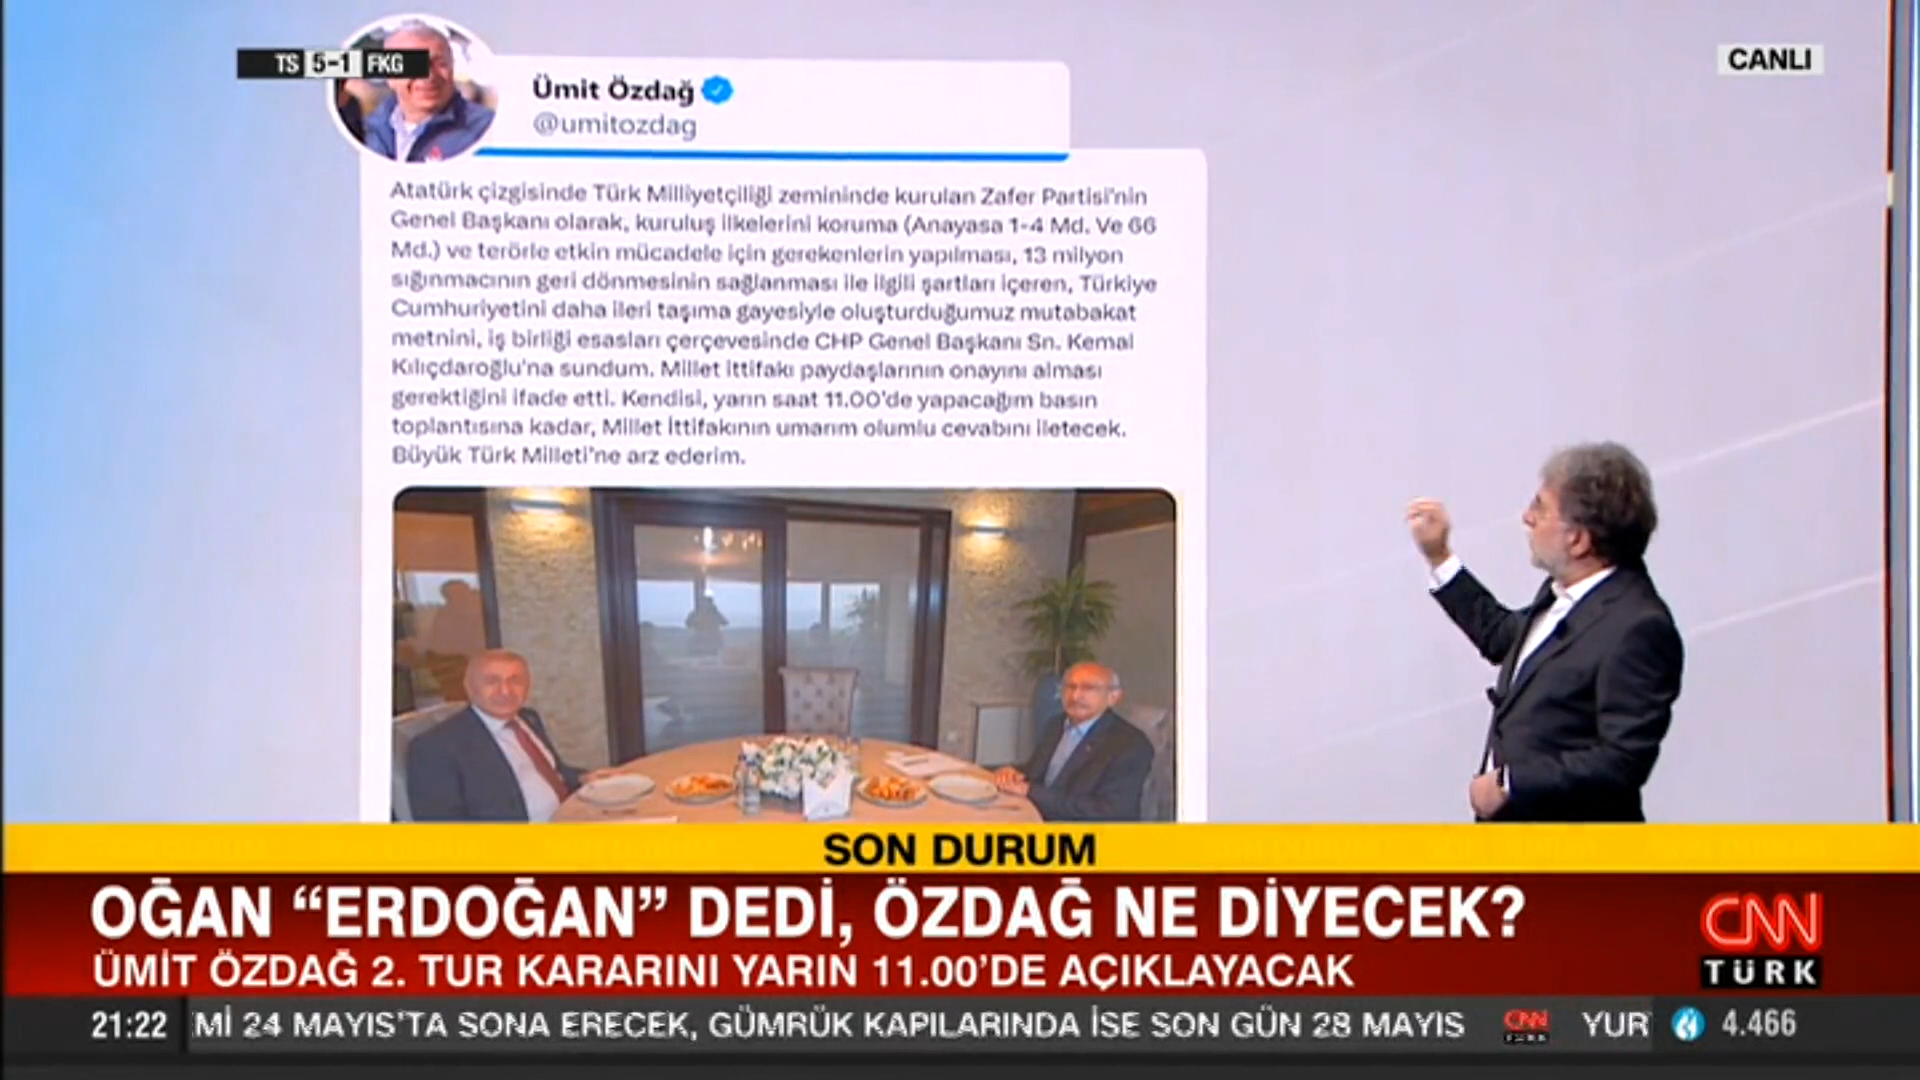 TS 5-1 FKG
CANLI
Ümit Özdağ
@umitozdag
Atatürk çizgisinde Türk Milliyetçiliği zemininde kurulan Zafer Partisi'nin
Genel Başkanı olarak, kuruluş ilkelerini koruma (Anayasa 1-4 Md. Ve 66
Md.) ve terörle etkin mücadele için gerekenlerin yapılması, 13 milyon
sığınmacının geri dönmesinin sağlanması ile ilgili şartları içeren, Türkiye
Cumhuriyetini daha ileri taşıma gayesiyle oluşturduğumuz mutabakat
metnini, iş birliği esasları çerçevesinde CHP Genel Başkanı Sn. Kemal
Kılıçdaroğlu'na sundum. Millet İttifakı paydaşlarının onayını alması
gerektiğini ifade etti. Kendisi, yarın saat 11.00'de yapacağım basın
toplantısına kadar, Millet İttifakının umarım olumlu cevabını iletecek.
Büyük Türk Milleti'ne arz ederim.
SON DURUM
OĞAN “ERDOĞAN” DEDİ, ÖZDAĞ NE DİYECEK?
ÜMİT ÖZDAĞ 2. TUR KARARINI YARIN 11.00'DE AÇIKLAYACAK
CNN
TÜRK
21:22 Mİ 24 MAYIS'TA SONA ERECEK, GÜMRÜK KAPILARINDA İSE SON GÜN 28 MAYIS CNN TÜRK YUR 4.466